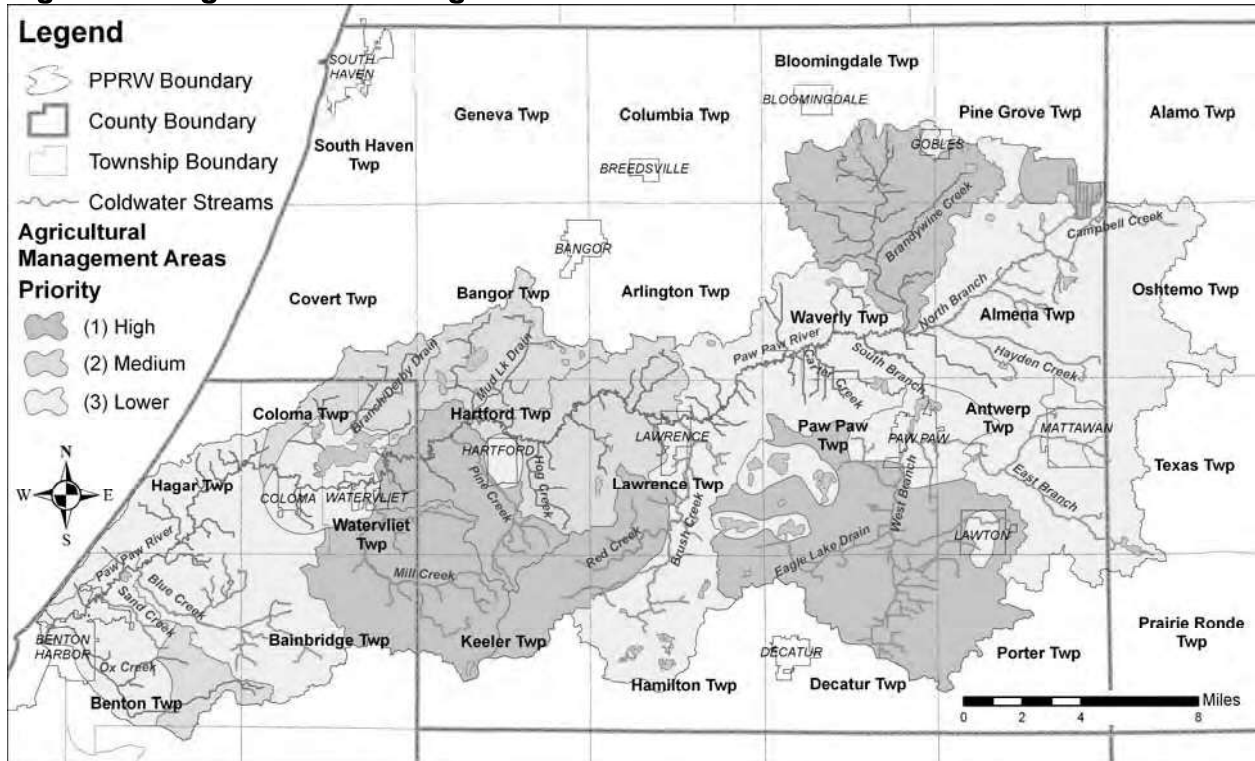 Legend
PPRW Boundary
County Boundary
Township Boundary
Coldwater Streams
Agricultural
Management Areas
Priority
(1) High
(2) Medium
(3) Lower
N
W
E
S
SOUTH
HAVEN
South Haven
Twp
Geneva Twp
Columbia Twp
BREEDSVILLE
Bloomingdale Twp
BLOOMINGDALE
Pine Grove Twp
GOBLES
Alamo Twp
Covert Twp
Bangor Twp
BANGOR
Arlington Twp
Waverly Twp
Brandywine Creek
Campbell Creek
North Branch
Almena Twp
Oshtemo Twp
Hayden Creek
South Branch
Paw Paw River
Carter Creek
Mud Lk Drain
Branch/Derby Drain
Coloma Twp
Hartford Twp
HARTFORD
Hog Creek
Pine Creek
LAWRENCE
Lawrence Twp
Paw Paw
Twp
PAW PAW
Antwerp
Twp
MATTAWAN
Texas Twp
East Branch
West Branch
Hagar Twp
COLOMA
WATERVLIET
Watervliet
Twp
Red Creek
Brush Creek
Eagle Lake Drain
LAWTON
Paw Paw River
Blue Creek
Sand Creek
Mill Creek
BENTON
HARBOR
Ox Creek
Bainbridge Twp
Keeler Twp
Benton Twp
Hamilton Twp
DECATUR
Decatur Twp
Porter Twp
Prairie Ronde
Twp
Miles
0 2 4 8